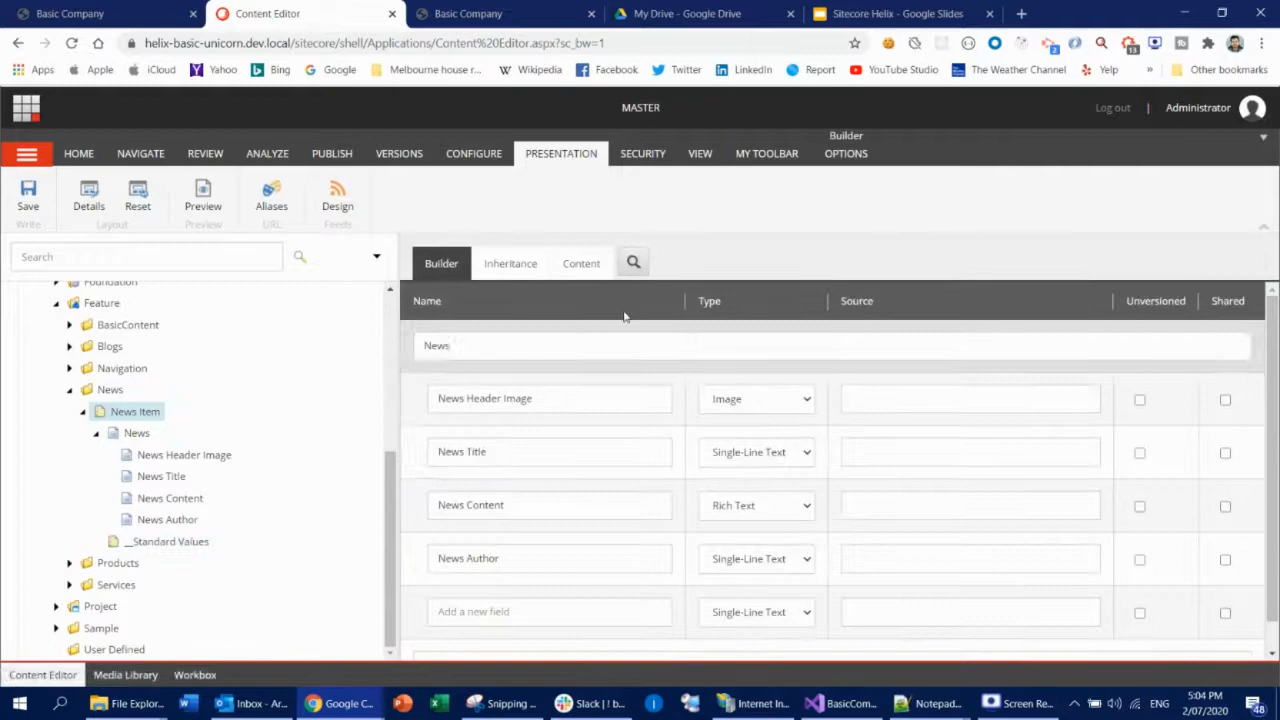 Basic Company
Content Editor
Basic Company
My Drive - Google Drive
Sitecore Helix - Google Slides
helix-basic-unicorn.dev.local/sitecore/shell/Applications/Content%20Editor.aspx?sc_bw=1
2
13
Apps
Apple
iCloud
Yahoo
Bing
Google
Melbourne house r...
Wikipedia
Facebook
Twitter
LinkedIn
Report
YouTube Studio
The Weather Channel
Yelp
»
Other bookmarks
MASTER
Log out
Administrator
Builder
HOME
NAVIGATE
REVIEW
ANALYZE
PUBLISH
VERSIONS
CONFIGURE
PRESENTATION
SECURITY
VIEW
MY TOOLBAR
OPTIONS
Save
Details
Reset
Preview
Aliases
Design
Write
Layout
Preview
URL
Feeds
Search
Builder
Inheritance
Content
Foundation
Feature
BasicContent
Blogs
Navigation
News
News Item
News
News Header Image
News Title
News Content
News Author
__Standard Values
Products
Services
Project
Sample
User Defined
Name
Type
Source
Unversioned
Shared
News
News Header Image
Image
News Title
Single-Line Text
News Content
Rich Text
News Author
Single-Line Text
Add a new field
Single-Line Text
Content Editor
Media Library
Workbox
File Explor...
Inbox - Ar...
Google C...
Snipping ...
Slack | ! b...
Internet In...
BasicCom...
Notepad...
Screen Re...
ENG
5:04 PM
2/07/2020
48